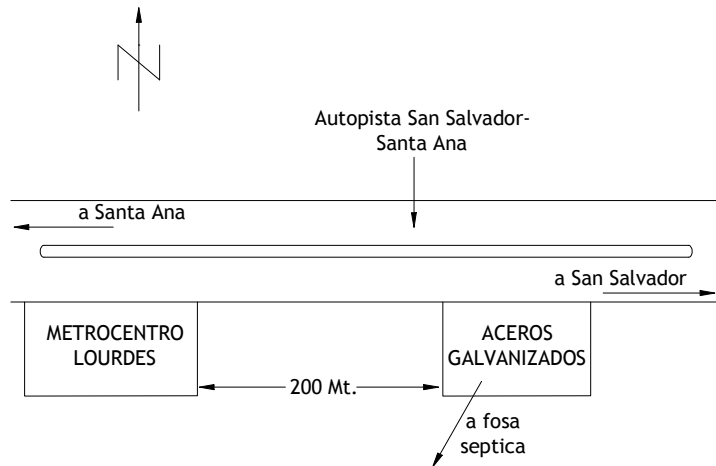 Autopista San Salvador-
Santa Ana
a Santa Ana
a San Salvador
METROCENTRO
LOURDES
ACEROS
GALVANIZADOS
200 Mt.
a fosa
septica